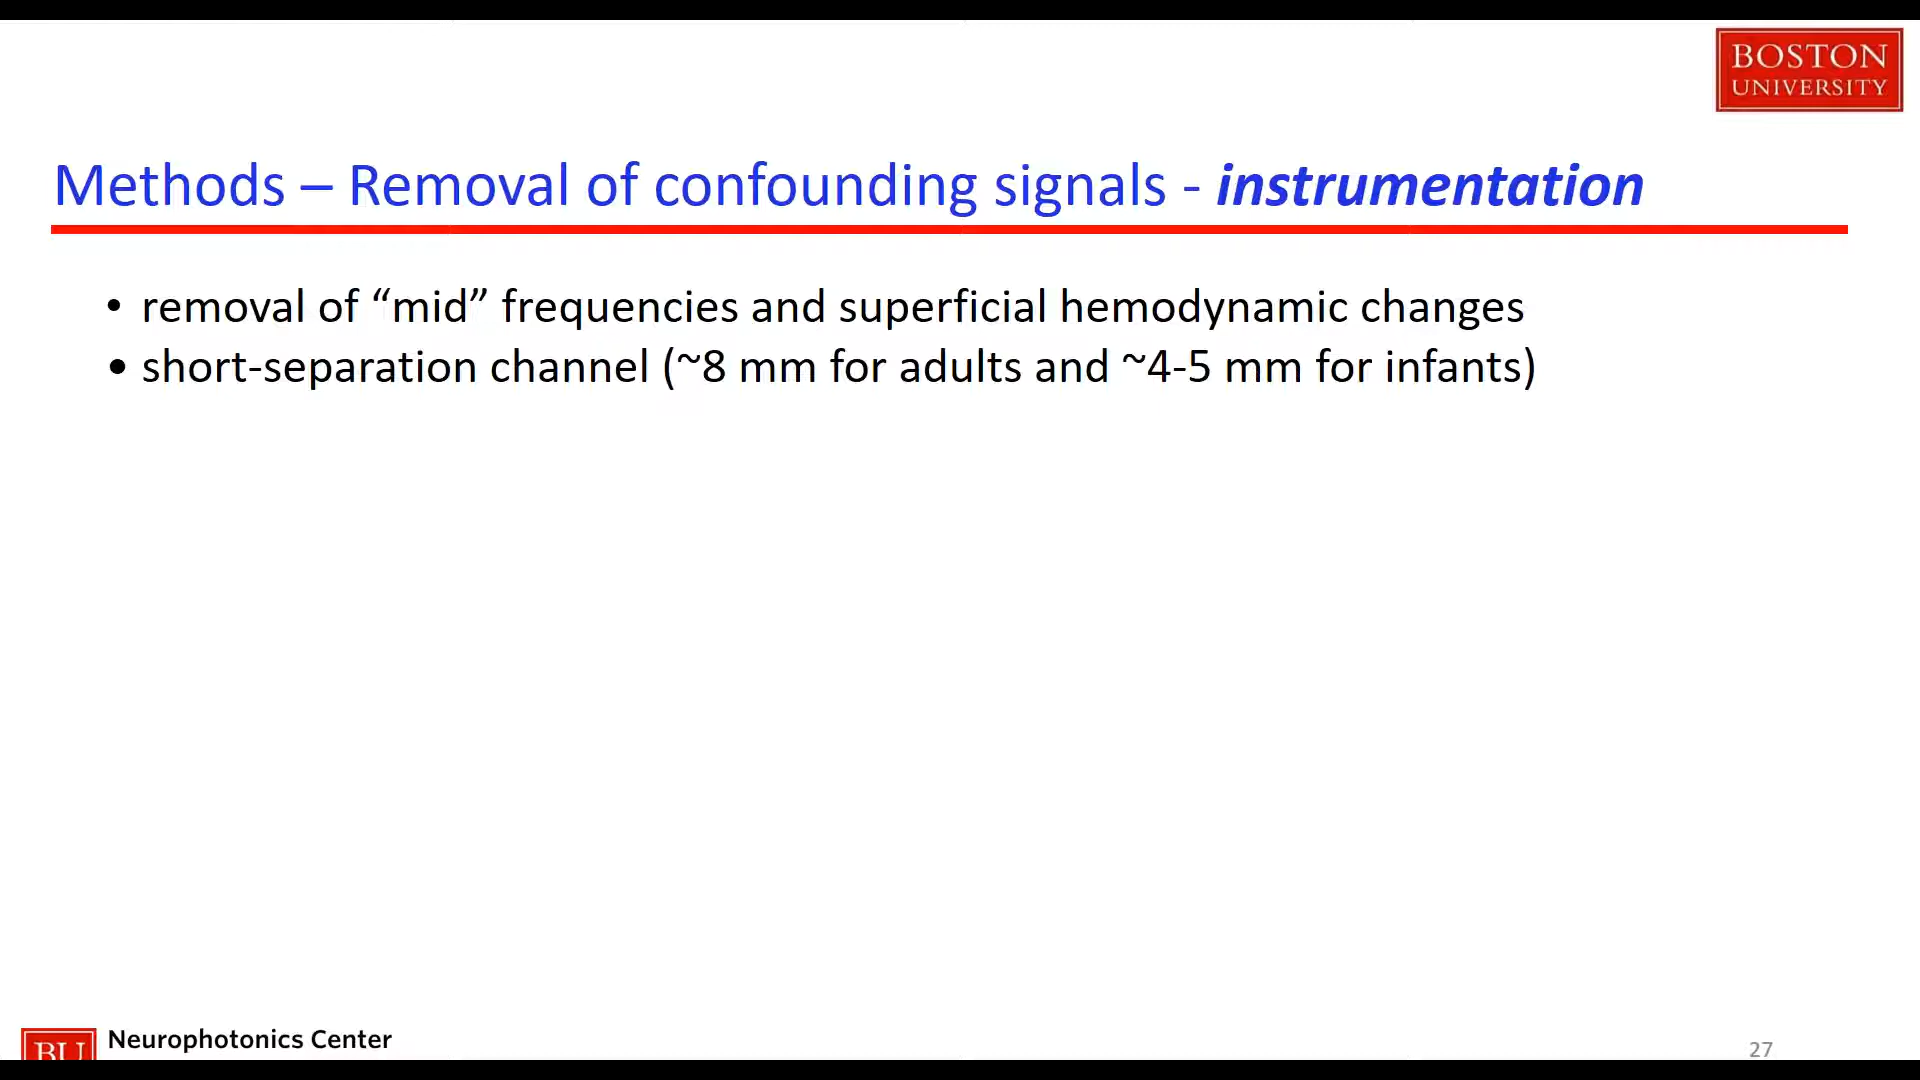 BOSTON
UNIVERSITY
Methods – Removal of confounding signals - instrumentation
• removal of “mid” frequencies and superficial hemodynamic changes
• short-separation channel (~8 mm for adults and ~4-5 mm for infants)
BU Neurophotonics Center
27